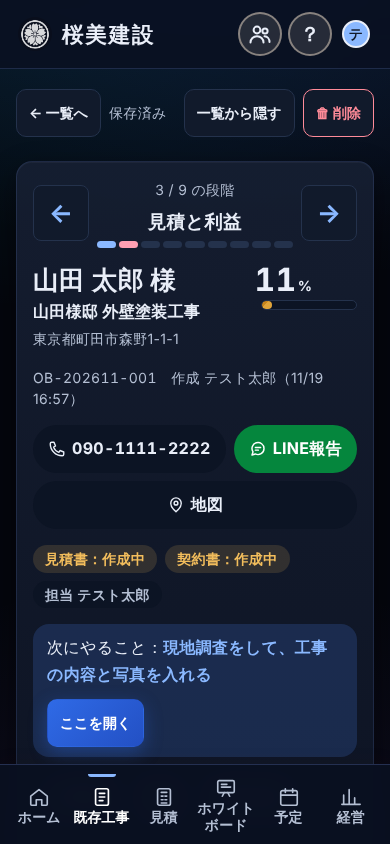 桜美建設
?
テ
← 一覧へ
保存済み
一覧から隠す
削除
3 / 9 の段階
←
見積と利益
→
山田 太郎 様
11%
山田様邸 外壁塗装工事
東京都町田市森野1-1-1
OB-202611-001 作成 テスト太郎（11/19
16:57）
090-1111-2222
LINE報告
地図
見積書：作成中
契約書：作成中
担当 テスト太郎
次にやること：現地調査をして、工事
の内容と写真を入れる
ここを開く
ホーム
既存工事
見積
ホワイト
ボード
予定
経営